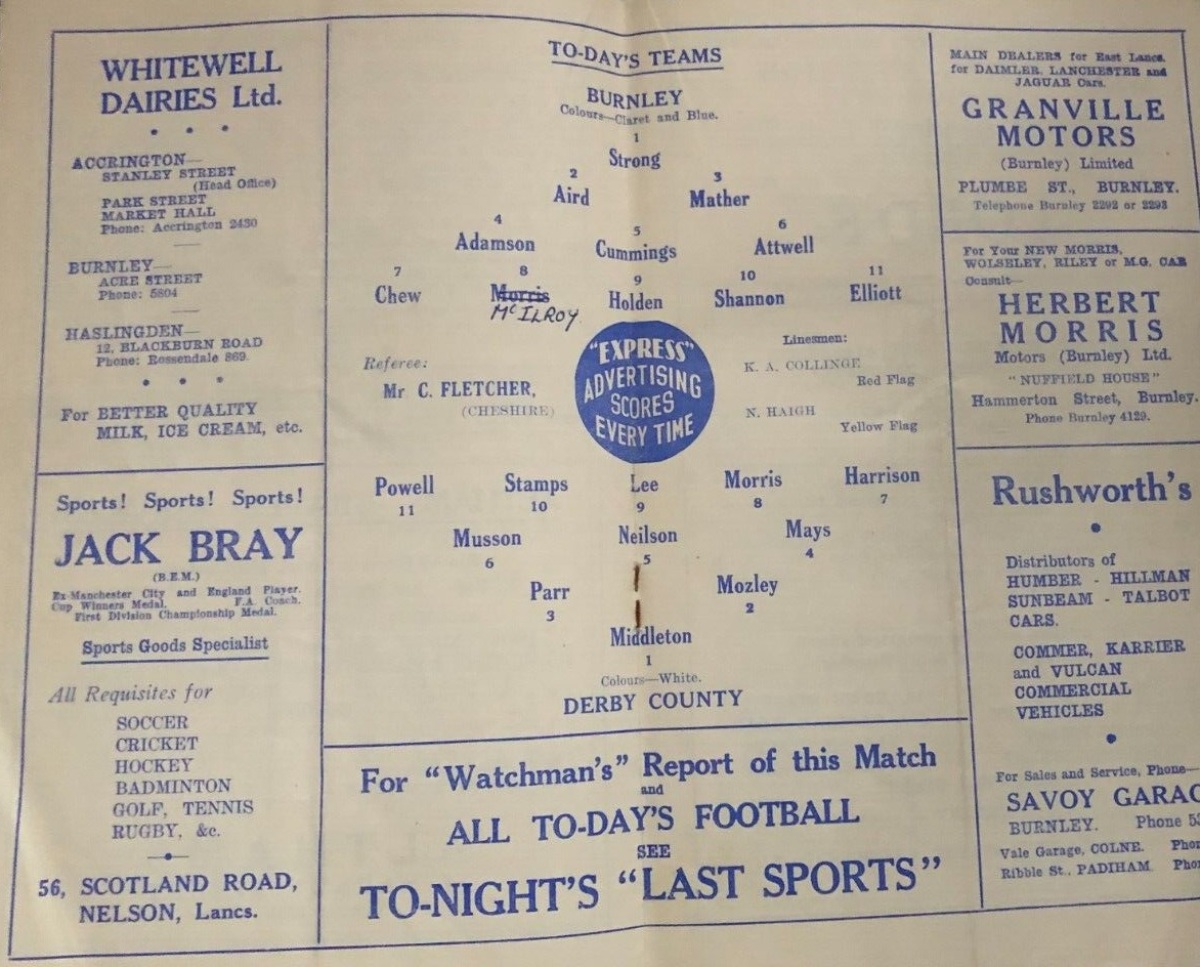 WHITEWELL
DAIRIES Ltd.
ACCRINGTON—
STANLEY STREET
(Head Office)
PARK STREET
MARKET HALL
Phone: Accrington 2430
BURNLEY—
ACRE STREET
Phone: 5804
HASLINGDEN—
12, BLACKBURN ROAD
Phone: Rossendale 869.
For BETTER QUALITY
MILK, ICE CREAM, etc.
Sports! Sports! Sports!
JACK BRAY
(B.E.M.)
Ex-Manchester City and England Player.
Cup Winners Medal. F.A. Coach.
First Division Championship Medal.
Sports Goods Specialist
All Requisites for
SOCCER
CRICKET
HOCKEY
BADMINTON
GOLF, TENNIS
RUGBY, &c.
56, SCOTLAND ROAD,
NELSON, Lancs.
TO-DAY'S TEAMS
BURNLEY
Colours—Claret and Blue.
1
Strong
2 3
Aird Mather
4 5 6
Adamson Cummings Attwell
7 8 9 10 11
Chew Morris Holden Shannon Elliott
McILROY
Referee:
Mr C. FLETCHER,
(CHESHIRE)
"EXPRESS"
ADVERTISING
SCORES
EVERY TIME
Linesmen:
K. A. COLLINGE
Red Flag
N. HAIGH
Yellow Flag
Powell Stamps Lee Morris Harrison
11 10 9 8 7
Musson Neilson Mays
6 5 4
Parr Mozley
3 2
Middleton
1
Colours—White.
DERBY COUNTY
For "Watchman's" Report of this Match
and
ALL TO-DAY'S FOOTBALL
SEE
TO-NIGHT'S "LAST SPORTS"
MAIN DEALERS for East Lancs.
for DAIMLER, LANCHESTER and
JAGUAR Cars.
GRANVILLE
MOTORS
(Burnley) Limited
PLUMBE ST., BURNLEY.
Telephone Burnley 2292 or 2293
For Your NEW MORRIS,
WOLSELEY, RILEY or M.G. CAR
Consuit—
HERBERT
MORRIS
Motors (Burnley) Ltd.
"NUFFIELD HOUSE"
Hammerton Street, Burnley.
Phone Burnley 4129.
Rushworth's
Distributors of
HUMBER - HILLMAN
SUNBEAM - TALBOT
CARS.
COMMER, KARRIER
and VULCAN
COMMERCIAL
VEHICLES
For Sales and Service, Phone—
SAVOY GARAG
BURNLEY. Phone 53
Vale Garage, COLNE. Phon
Ribble St., PADIHAM. Phon